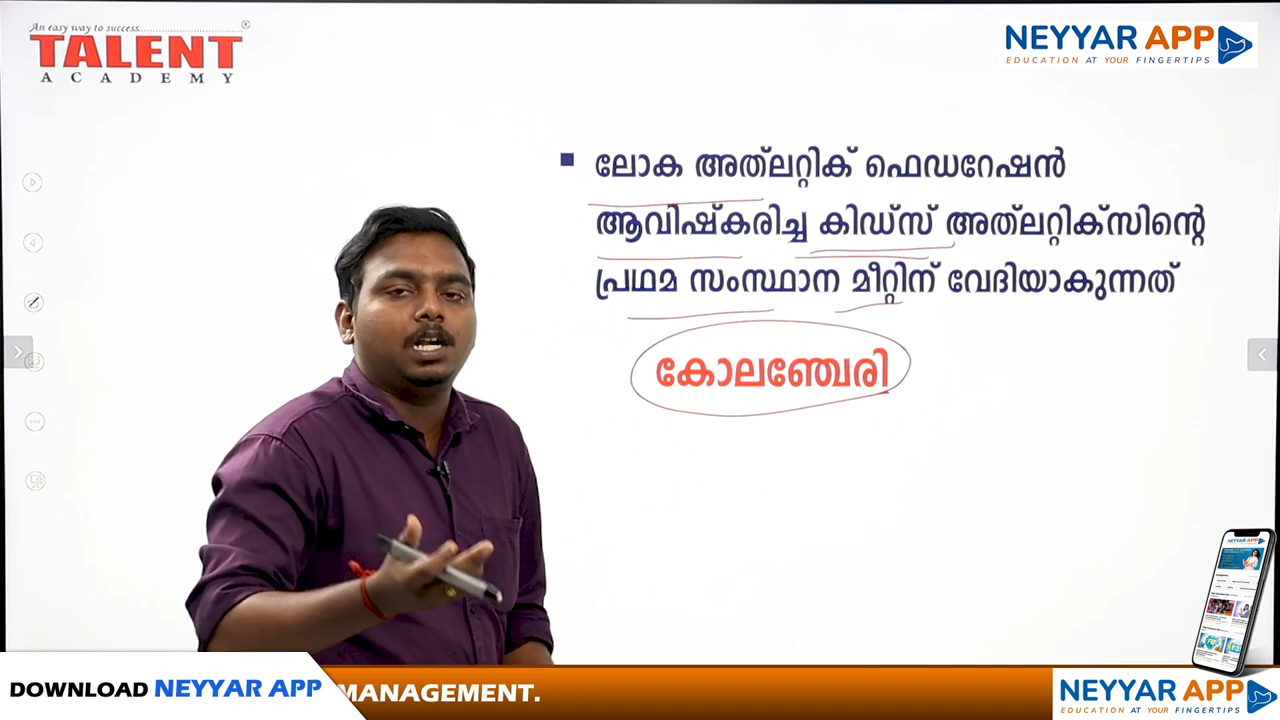 An easy way to success
TALENT
ACADEMY
NEYYAR APP
EDUCATION AT YOUR FINGERTIPS
ലോക അത്‌ലറ്റിക് ഫെഡറേഷൻ
ആവിഷ്കരിച്ച കിഡ്സ് അത്‌ലറ്റിക്സിന്റെ
പ്രഥമ സംസ്ഥാന മീറ്റിന് വേദിയാകുന്നത്
കോലഞ്ചേരി
DOWNLOAD NEYYAR APP
MANAGEMENT.
NEYYAR APP
EDUCATION AT YOUR FINGERTIPS